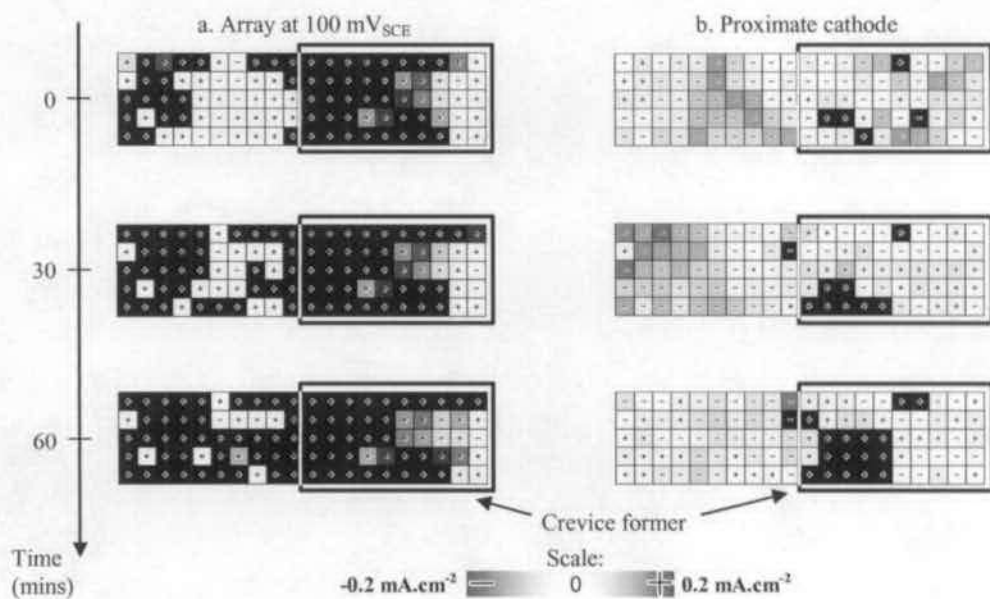 a. Array at 100 mVSCE
b. Proximate cathode
0
30
60
Crevice former
Time
(mins)
Scale:
-0.2 mA.cm-2
0
0.2 mA.cm-2